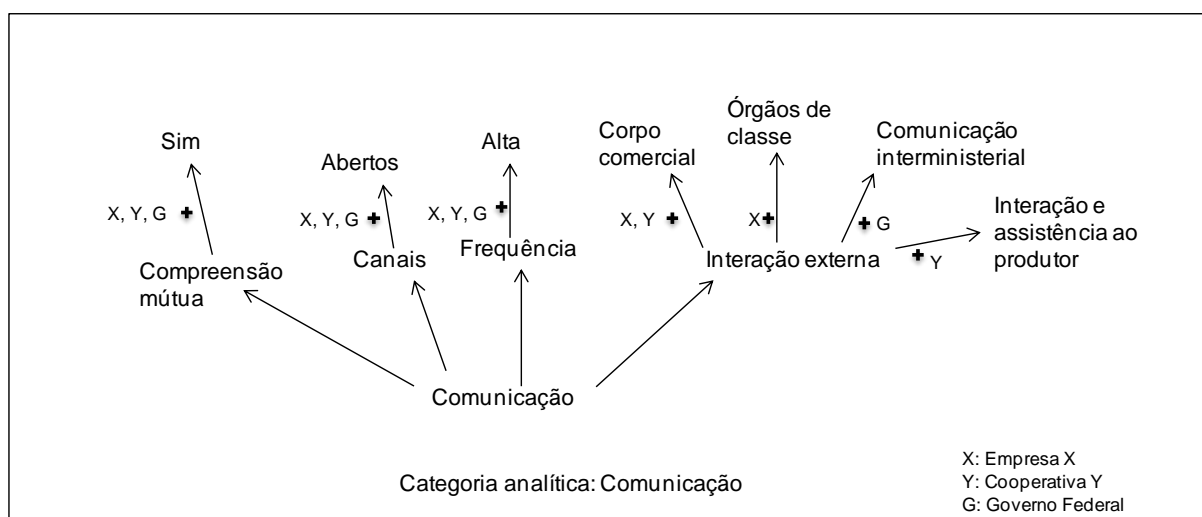 Sim
Abertos
Alta
Corpo
comercial
Órgãos de
classe
Comunicação
interministerial
Interação e
assistência ao
produtor
X, Y, G
X, Y, G
X, Y, G
X, Y
X
G
Y
Compreensão
mútua
Canais
Frequência
Interação externa
Comunicação
Categoria analítica: Comunicação
X: Empresa X
Y: Cooperativa Y
G: Governo Federal